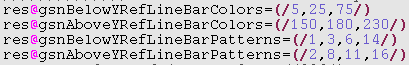 res@gsnBelowYRefLineBarColors=(/5,25,75/)
res@gsnAboveYRefLineBarColors=(/150,180,230/)
res@gsnBelowYRefLineBarPatterns=(/1,3,6,14/)
res@gsnAboveYRefLineBarPatterns=(/2,8,11,16/)